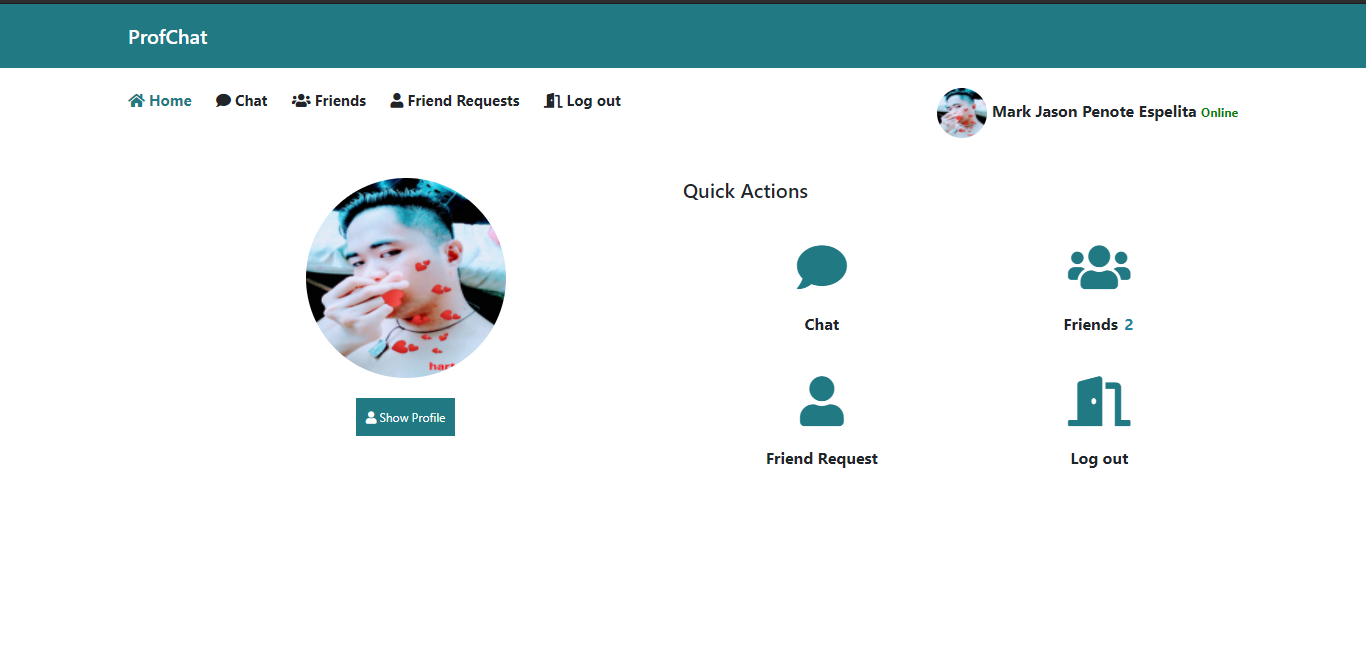 ProfChat
Home Chat Friends Friend Requests Log out
Mark Jason Penote Espelita Online
Show Profile
Quick Actions
Chat
Friends 2
Friend Request
Log out